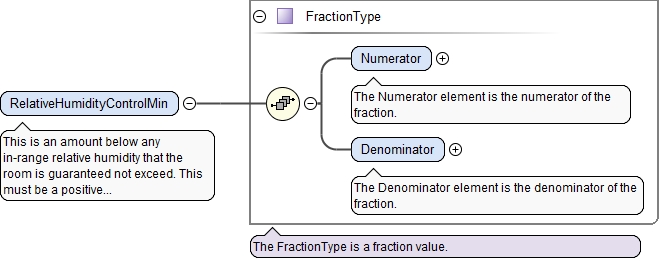 FractionType
Numerator
The Numerator element is the numerator of the
fraction.
RelativeHumidityControlMin
This is an amount below any
in-range relative humidity that the
room is guaranteed not exceed. This
must be a positive...
Denominator
The Denominator element is the denominator of the
fraction.
The FractionType is a fraction value.